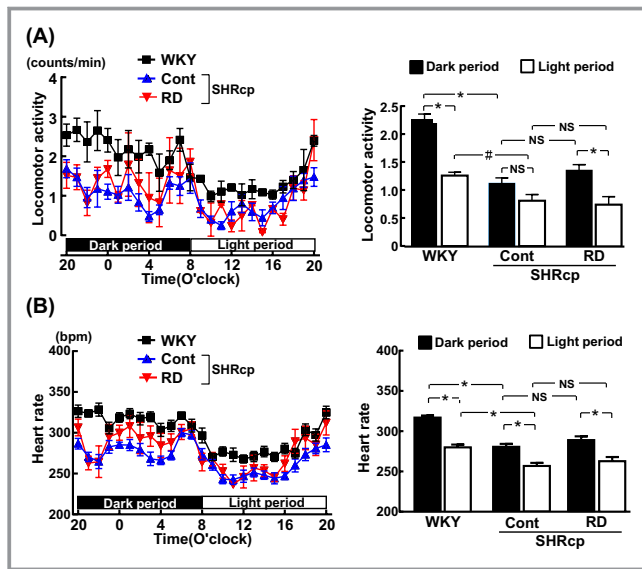 (A)
(counts/min)
WKY
Cont
RD
SHRcp
Locomotor activity
4
3
2
1
0
Dark period
Light period
20 0 4 8 12 16 20
Time(O'clock)
Dark period Light period
Locomotor activity
2.5
2.0
1.5
1.0
0.5
0
* * # NS NS NS *
WKY Cont RD
SHRcp
(B)
(bpm)
WKY
Cont
RD
SHRcp
Heart rate
400
350
300
250
200
Dark period
Light period
20 0 4 8 12 16 20
Time(O'clock)
Dark period Light period
Heart rate
400
350
300
250
200
* * * * NS NS *
WKY Cont RD
SHRcp